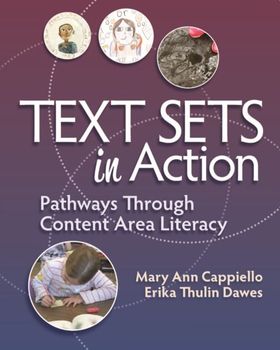 TEXT SETS
in Action
Pathways Through
Content Area Literacy
Mary Ann Cappiello
Erika Thulin Dawes